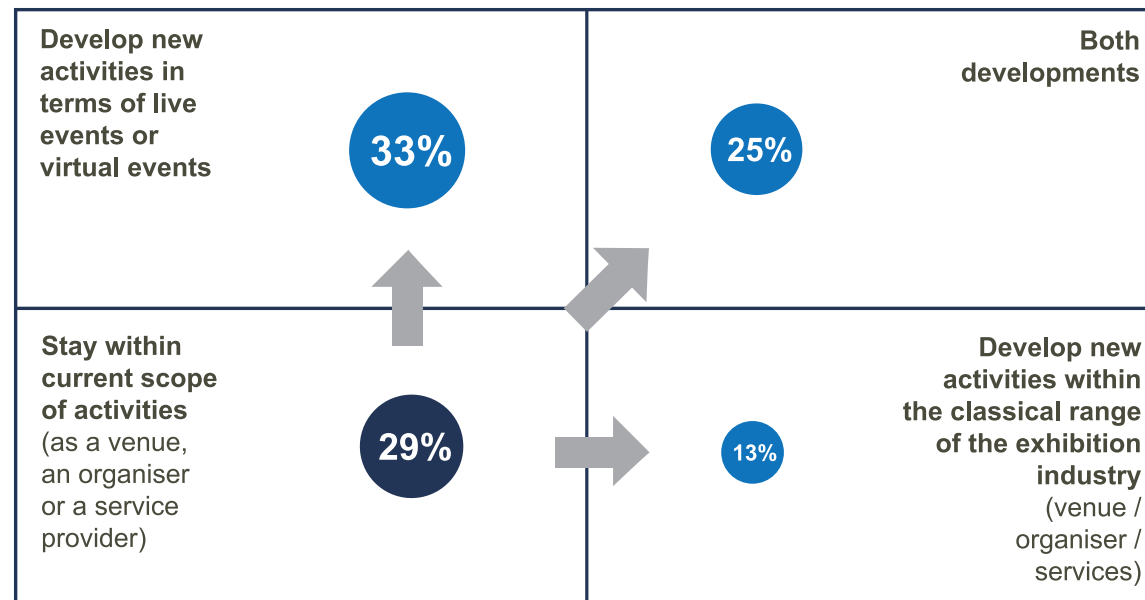 Develop new
activities in
terms of live
events or
virtual events
33%
Both
developments
25%
Stay within
current scope
of activities
(as a venue,
an organiser
or a service
provider)
29%
Develop new
activities within
the classical range
of the exhibition
industry
(venue /
organiser /
services)
13%